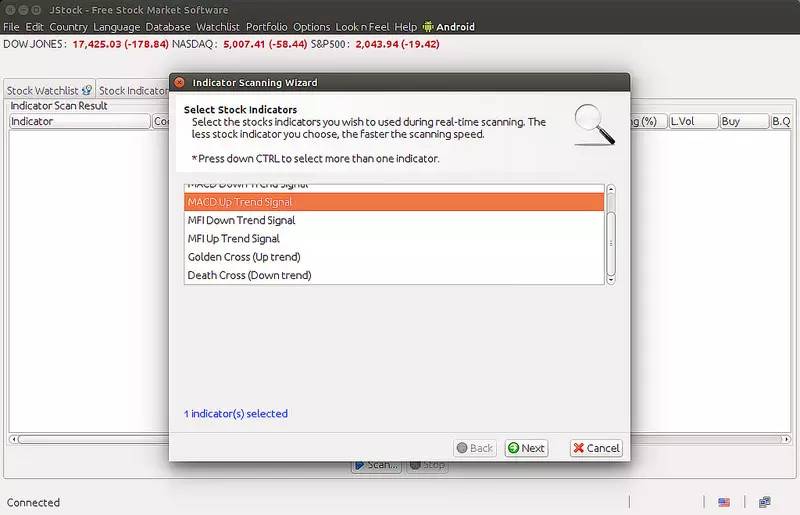 JStock - Free Stock Market Software
File Edit Country Language Database Watchlist Portfolio Options Look n Feel Help Android
DOW JONES: 17,425.03 (-178.84) NASDAQ: 5,007.41 (-58.44) S&P500: 2,043.94 (-19.42)
Indicator Scanning Wizard
Stock Watchlist Stock Indicator
Indicator Scan Result
Indicator
(%) L.Vol Buy B.Q
Select Stock Indicators
Select the stocks indicators you wish to used during real-time scanning. The
less stock indicator you choose, the faster the scanning speed.
*Press down CTRL to select more than one indicator.
MACD Down Trend Signal
MACD Up Trend Signal
MFI Down Trend Signal
MFI Up Trend Signal
Golden Cross (Up trend)
Death Cross (Down trend)
1 indicator(s) selected
Back Next Cancel
Scan... Stop
Connected